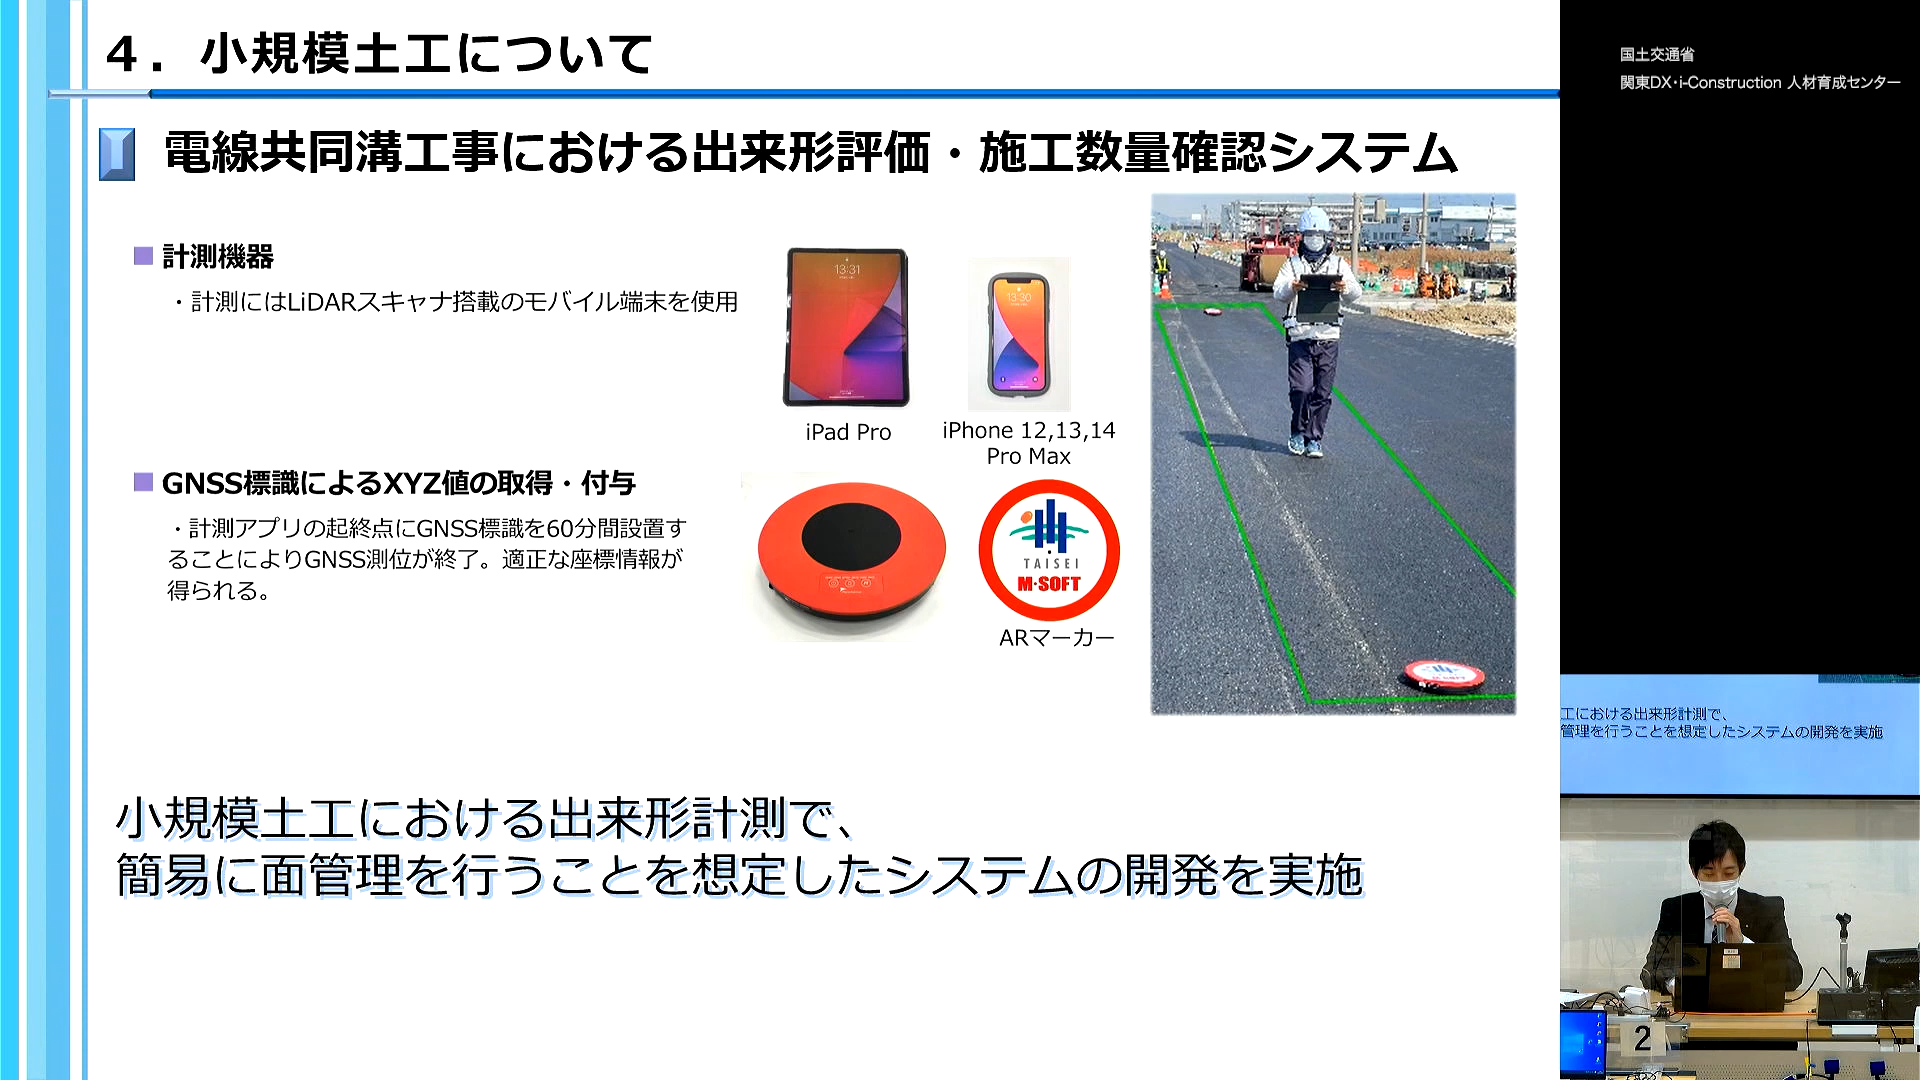 ４．小規模土工について
電線共同溝工事における出来形評価・施工数量確認システム
計測機器
・計測にはLiDARスキャナ搭載のモバイル端末を使用
13:31
13:30
iPad Pro
iPhone 12,13,14
Pro Max
GNSS標識によるXYZ値の取得・付与
・計測アプリの起終点にGNSS標識を60分間設置す
ることによりGNSS測位が終了。適正な座標情報が
得られる。
TAISEI
M・SOFT
ARマーカー
小規模土工における出来形計測で、
簡易に面管理を行うことを想定したシステムの開発を実施
国土交通省
関東DX・i-Construction 人材育成センター
工における出来形計測で、
管理を行うことを想定したシステムの開発を実施
2